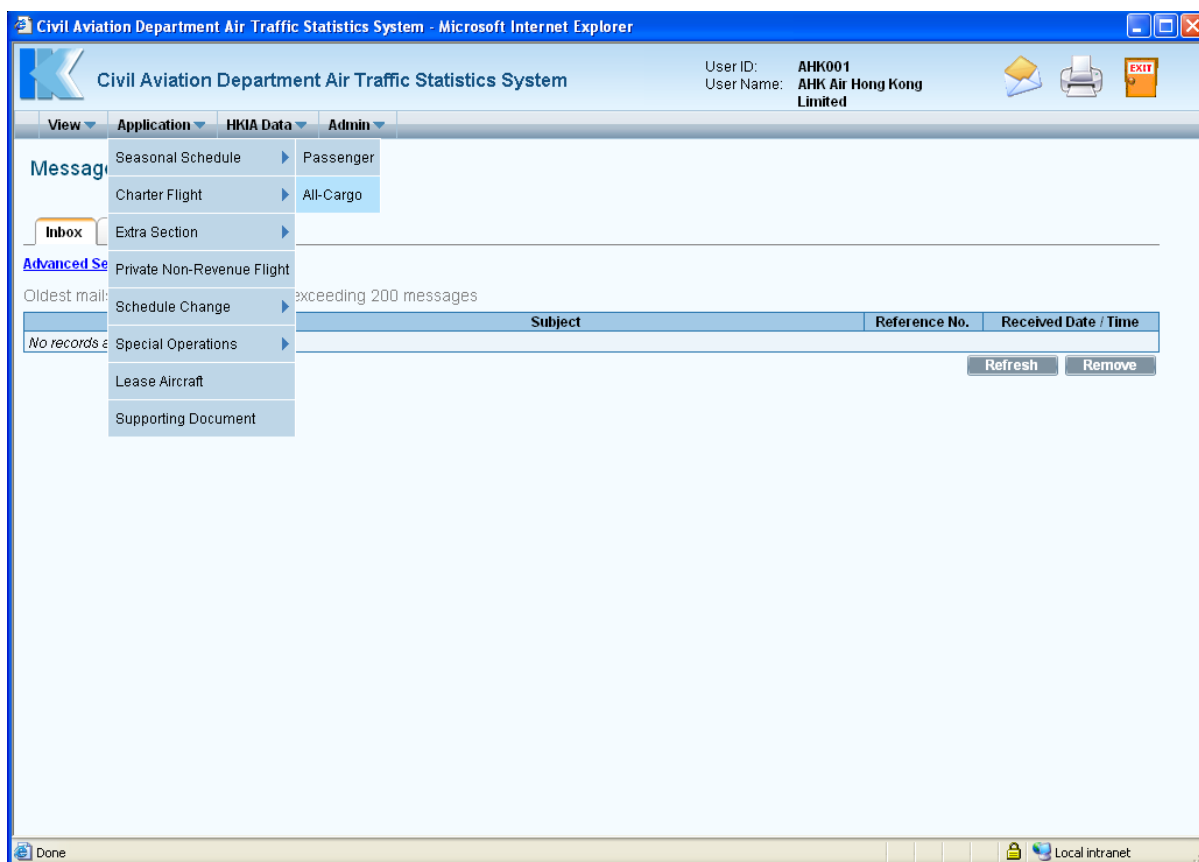 Civil Aviation Department Air Traffic Statistics System - Microsoft Internet Explorer
Civil Aviation Department Air Traffic Statistics System
User ID: AHK001
User Name: AHK Air Hong Kong
Limited
EXIT
View Application HKIA Data Admin
Messag
Seasonal Schedule
Passenger
Charter Flight
All-Cargo
Inbox
Extra Section
Advanced Se
Private Non-Revenue Flight
Oldest mail
exceeding 200 messages
Schedule Change
Subject Reference No. Received Date / Time
No records a
Special Operations
Refresh Remove
Lease Aircraft
Supporting Document
Done
Local intranet